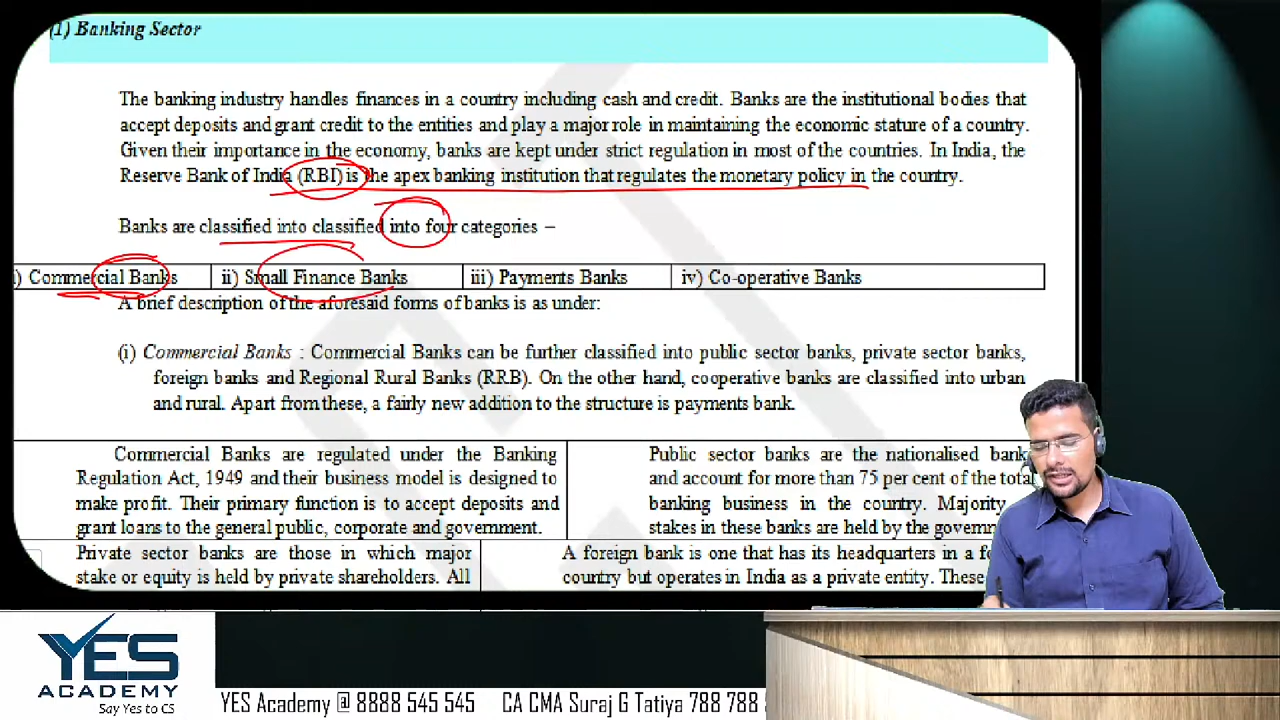 (1) Banking Sector
The banking industry handles finances in a country including cash and credit. Banks are the institutional bodies that
accept deposits and grant credit to the entities and play a major role in maintaining the economic stature of a country.
Given their importance in the economy, banks are kept under strict regulation in most of the countries. In India, the
Reserve Bank of India (RBI) is the apex banking institution that regulates the monetary policy in the country.
Banks are classified into classified into four categories –
i) Commercial Banks ii) Small Finance Banks iii) Payments Banks iv) Co-operative Banks
A brief description of the aforesaid forms of banks is as under:
(i) Commercial Banks : Commercial Banks can be further classified into public sector banks, private sector banks,
foreign banks and Regional Rural Banks (RRB). On the other hand, cooperative banks are classified into urban
and rural. Apart from these, a fairly new addition to the structure is payments bank.
Commercial Banks are regulated under the Banking
Regulation Act, 1949 and their business model is designed to
make profit. Their primary function is to accept deposits and
grant loans to the general public, corporate and government.
Public sector banks are the nationalised bank
and account for more than 75 per cent of the total
banking business in the country. Majority
stakes in these banks are held by the governm
Private sector banks are those in which major
stake or equity is held by private shareholders. All
A foreign bank is one that has its headquarters in a fo
country but operates in India as a private entity. These
YES
ACADEMY
Say Yes to CS
YES Academy @ 8888 545 545 CA CMA Suraj G Tatiya 788 788